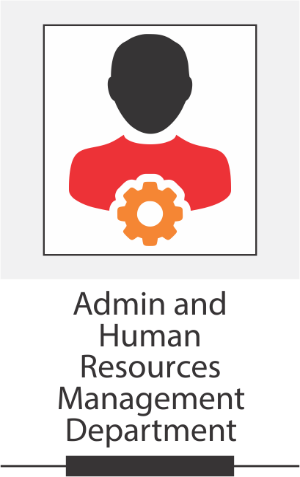 Admin and
Human
Resources
Management
Department